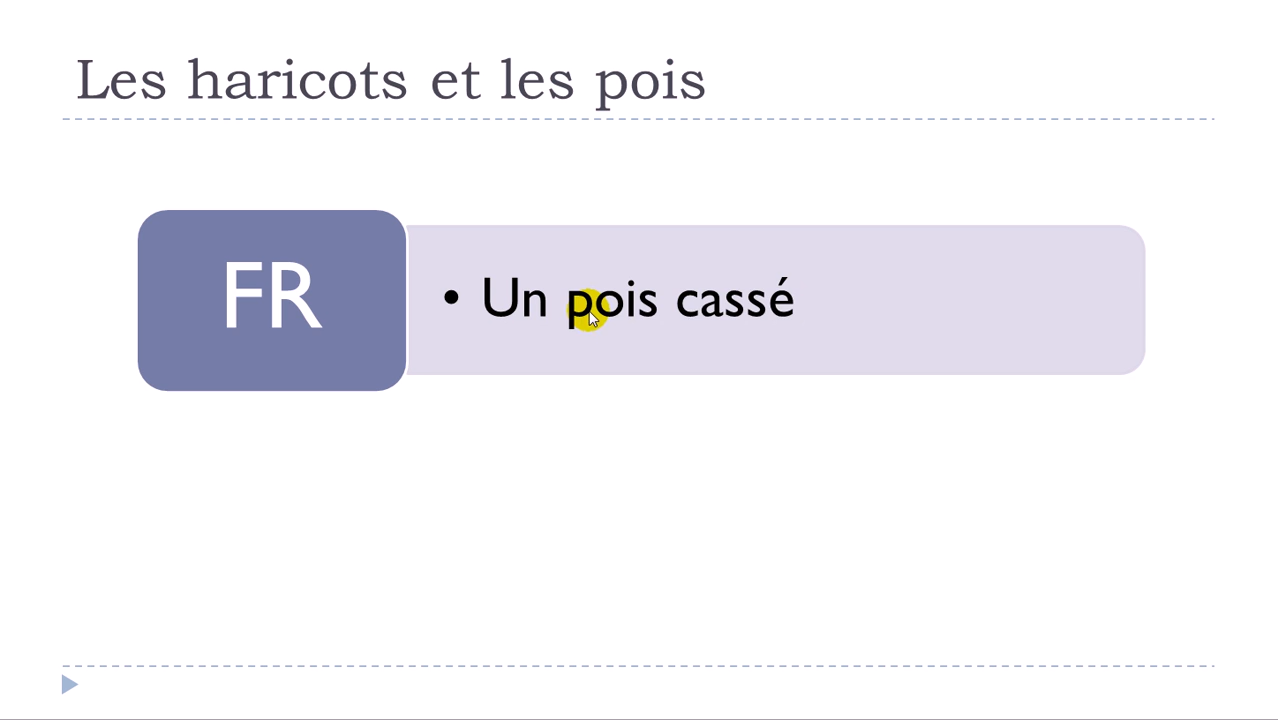 Les haricots et les pois
FR
• Un pois cassé